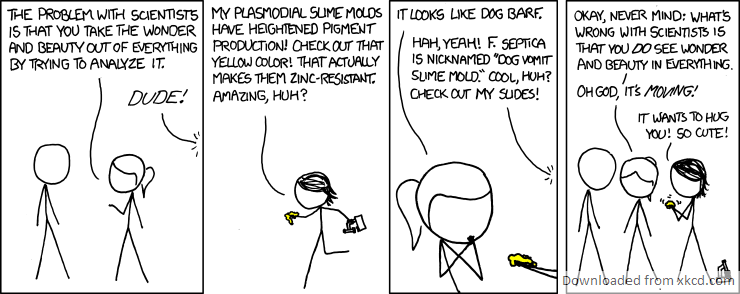 THE PROBLEM WITH SCIENTISTS
IS THAT YOU TAKE THE WONDER
AND BEAUTY OUT OF EVERYTHING
BY TRYING TO ANALYZE IT.
DUDE!
MY PLASMODIAL SLIME MOLDS
HAVE HEIGHTENED PIGMENT
PRODUCTION! CHECK OUT THAT
YELLOW COLOR! THAT ACTUALLY
MAKES THEM ZINC-RESISTANT.
AMAZING, HUH?
IT LOOKS LIKE DOG BARF.
HAH, YEAH! F. SEPTICA
IS NICKNAMED "DOG VOMIT
SLIME MOLD." COOL, HUH?
CHECK OUT MY SLIDES!
OKAY, NEVER MIND: WHAT'S
WRONG WITH SCIENTISTS IS
THAT YOU DO SEE WONDER
AND BEAUTY IN EVERYTHING.
OH GOD, IT'S MOVING!
IT WANTS TO HUG
YOU! SO CUTE!
Downloaded from xkcd.com